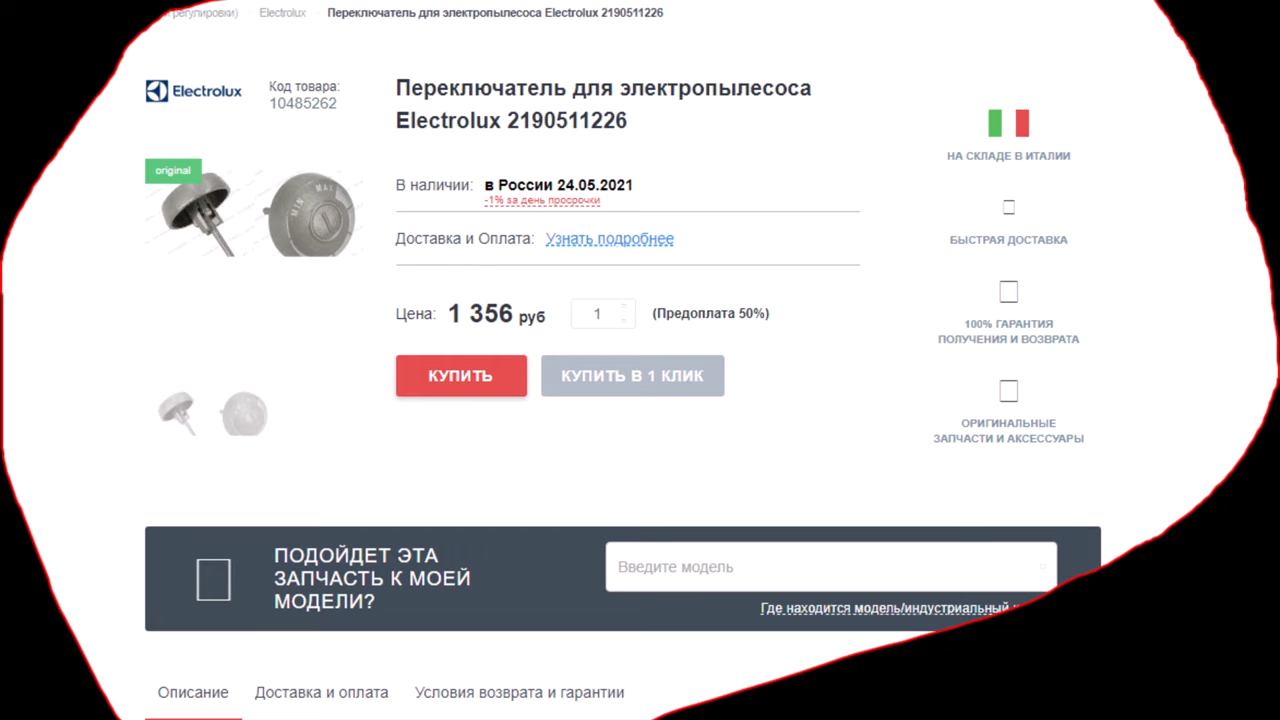 регулировки)
Electrolux
Переключатель для электропылесоса Electrolux 2190511226
Electrolux
Код товара:
10485262
Переключатель для электропылесоса
Electrolux 2190511226
НА СКЛАДЕ В ИТАЛИИ
original
MIN MAX
В наличии: в России 24.05.2021
-1% за день просрочки
Доставка и Оплата: Узнать подробнее
БЫСТРАЯ ДОСТАВКА
Цена: 1 356 руб 1 (Предоплата 50%)
100% ГАРАНТИЯ
ПОЛУЧЕНИЯ И ВОЗВРАТА
КУПИТЬ
КУПИТЬ В 1 КЛИК
ОРИГИНАЛЬНЫЕ
ЗАПЧАСТИ И АКСЕССУАРЫ
ПОДОЙДЕТ ЭТА
ЗАПЧАСТЬ К МОЕЙ
МОДЕЛИ?
Введите модель
Где находится модель/индустриальный
Описание
Доставка и оплата
Условия возврата и гарантии